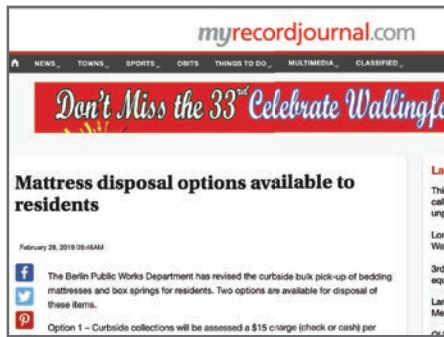 myrecordjournal.com
NEWS TOWNS SPORTS OBITS THINGS TO DO MULTIMEDIA CLASSIFIED
Don't Miss the 33rd Celebrate Wallingfo
Mattress disposal options available to
residents
February 28, 2019 09:46AM
The Berlin Public Works Department has revised the curbside bulk pick-up of bedding
mattresses and box springs for residents. Two options are available for disposal of
these items.
Option 1 – Curbside collections will be assessed a $15 charge (check or cash) per
La
Thi
call
unp
Lor
Wa
3rd
equ
Lar
Me